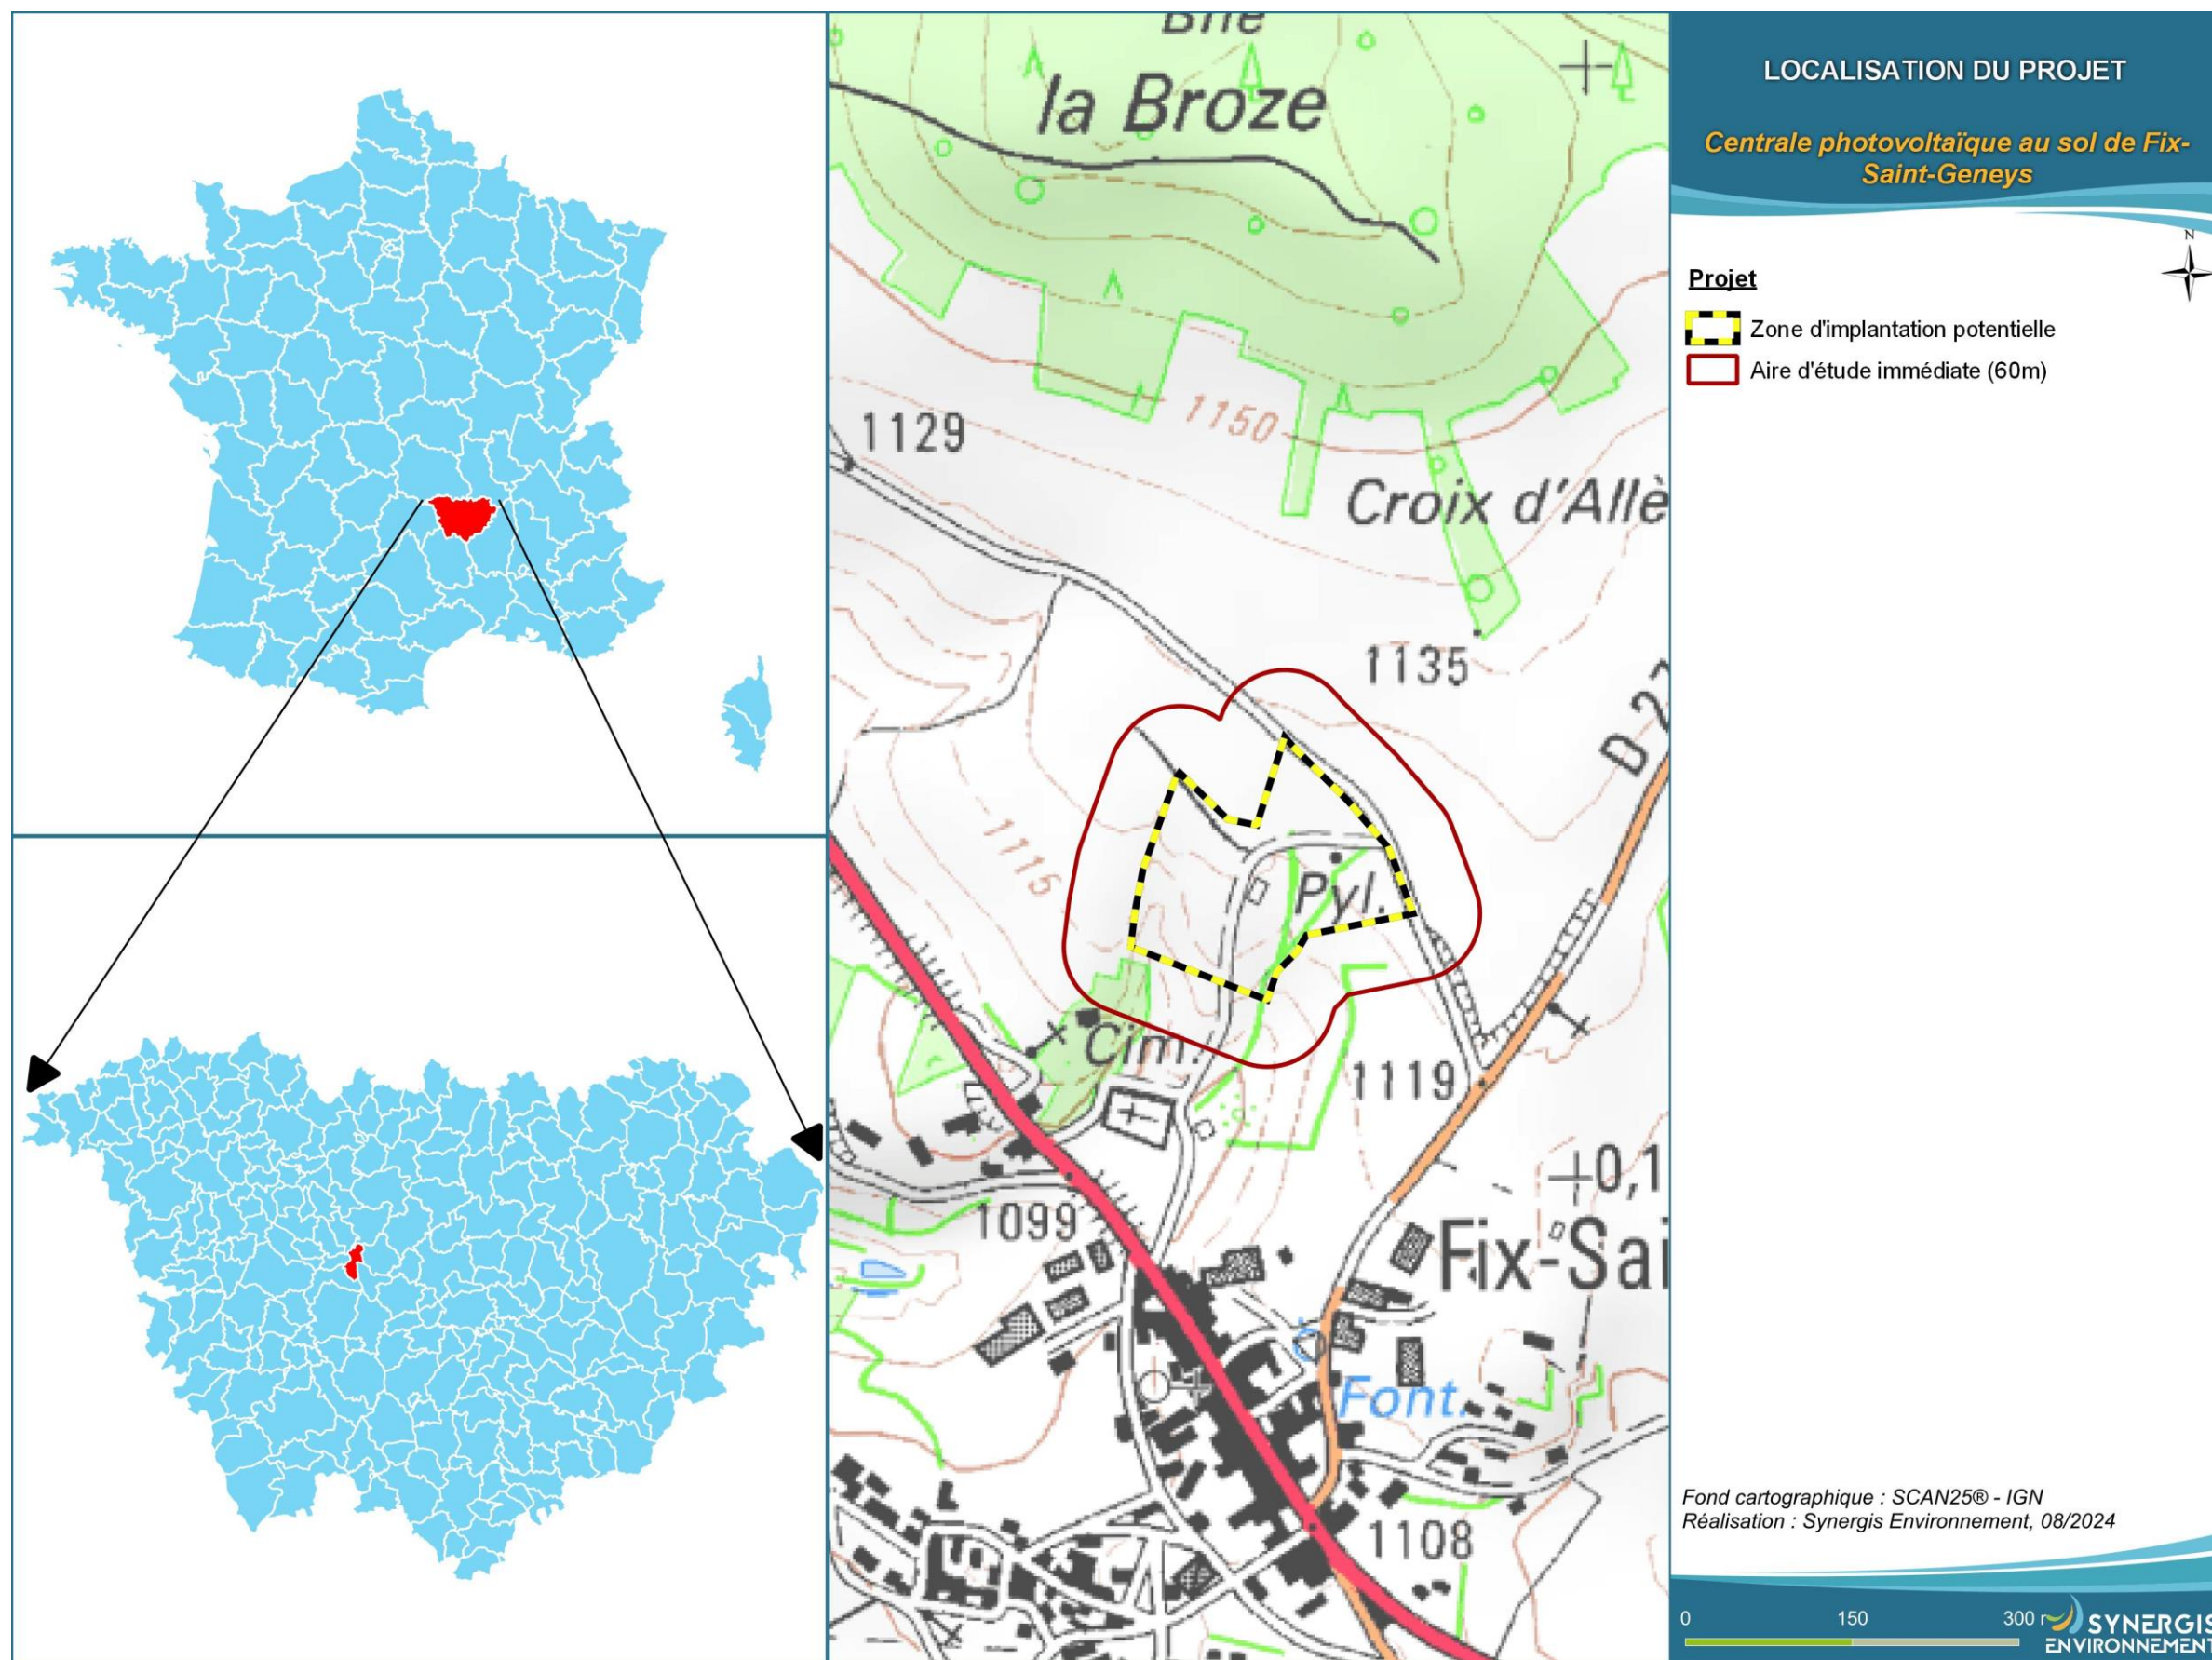 Brie
la Broze
1129
1150
Croix d'Allè
1135
D 27
1115
Pyl.
Cim.
1119
+0,1
1099
Fix-Sai
Font.
1108
LOCALISATION DU PROJET
Centrale photovoltaïque au sol de Fix-
Saint-Geneys
N
Projet
Zone d'implantation potentielle
Aire d'étude immédiate (60m)
Fond cartographique : SCAN25® - IGN
Réalisation : Synergis Environnement, 08/2024
0 150 300
SYNERGIS
ENVIRONNEMENT